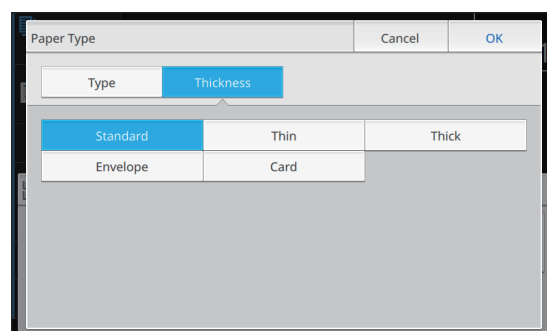 Paper Type Cancel OK
Type Thickness
Standard Thin Thick
Envelope Card